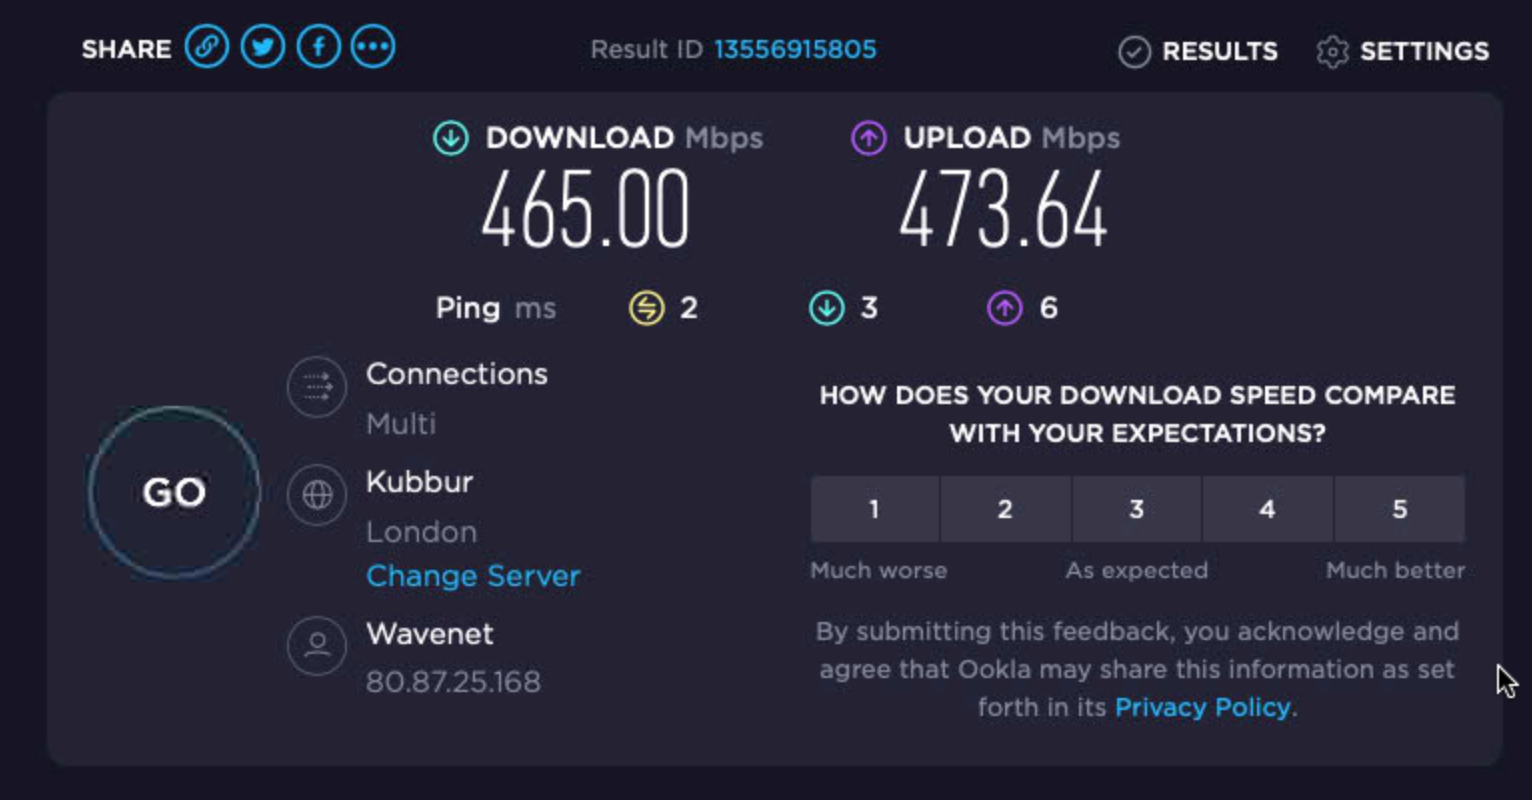 SHARE
Result ID 13556915805
RESULTS
SETTINGS
DOWNLOAD Mbps
465.00
UPLOAD Mbps
473.64
Ping ms 2 3 6
GO
Connections
Multi
Kubbur
London
Change Server
Wavenet
80.87.25.168
HOW DOES YOUR DOWNLOAD SPEED COMPARE
WITH YOUR EXPECTATIONS?
1 2 3 4 5
Much worse As expected Much better
By submitting this feedback, you acknowledge and
agree that Ookla may share this information as set
forth in its Privacy Policy.